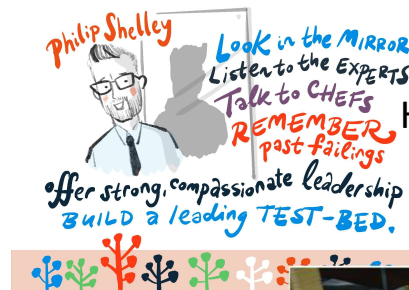 Philip Shelley
Look in the MIRROR
Listen to the EXPERTS
Talk to CHEFS
REMEMBER
past failings
offer strong, compassionate leadership
BUILD a leading TEST-BED.